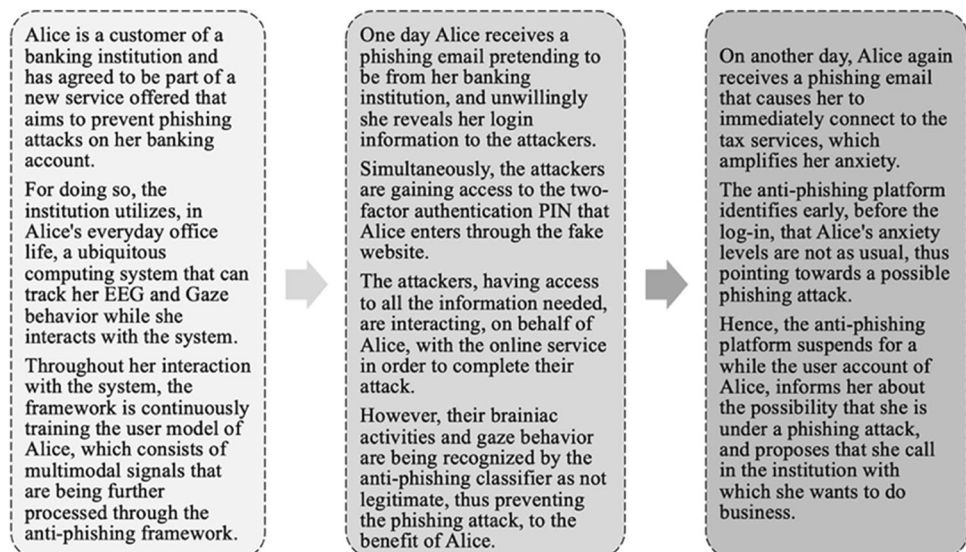 Alice is a customer of a
banking institution and
has agreed to be part of a
new service offered that
aims to prevent phishing
attacks on her banking
account.
For doing so, the
institution utilizes, in
Alice's everyday office
life, a ubiquitous
computing system that can
track her EEG and Gaze
behavior while she
interacts with the system.
Throughout her interaction
with the system, the
framework is continuously
training the user model of
Alice, which consists of
multimodal signals that
are being further
processed through the
anti-phishing framework.
One day Alice receives a
phishing email pretending to
be from her banking
institution, and unwillingly
she reveals her login
information to the attackers.
Simultaneously, the attackers
are gaining access to the two-
factor authentication PIN that
Alice enters through the fake
website.
The attackers, having access
to all the information needed,
are interacting, on behalf of
Alice, with the online service
in order to complete their
attack.
However, their brainiac
activities and gaze behavior
are being recognized by the
anti-phishing classifier as not
legitimate, thus preventing
the phishing attack, to the
benefit of Alice.
On another day, Alice again
receives a phishing email
that causes her to
immediately connect to the
tax services, which
amplifies her anxiety.
The anti-phishing platform
identifies early, before the
log-in, that Alice's anxiety
levels are not as usual, thus
pointing towards a possible
phishing attack.
Hence, the anti-phishing
platform suspends for a
while the user account of
Alice, informs her about
the possibility that she is
under a phishing attack,
and proposes that she call
in the institution with
which she wants to do
business.